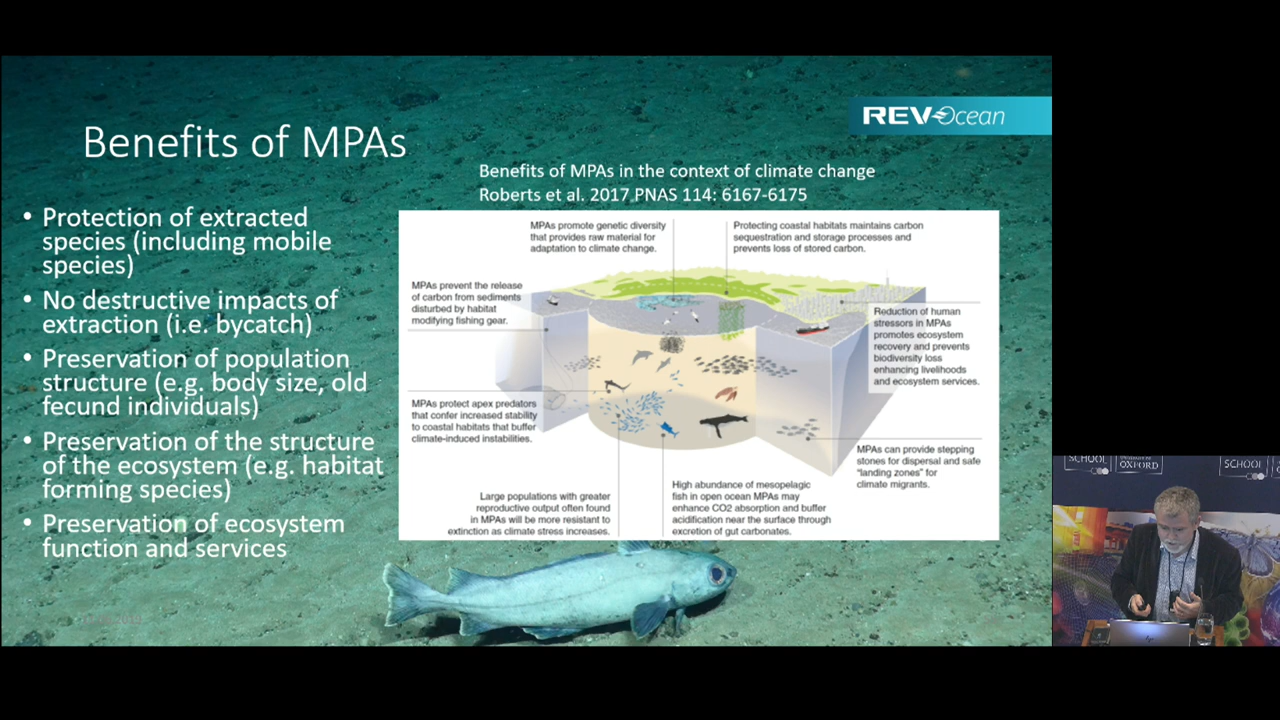 REV Ocean
Benefits of MPAs
Benefits of MPAs in the context of climate change
Roberts et al. 2017 PNAS 114: 6167-6175
• Protection of extracted
species (including mobile
species)
• No destructive impacts of
extraction (i.e. bycatch)
• Preservation of population
structure (e.g. body size, old
fecund individuals)
• Preservation of the structure
of the ecosystem (e.g. habitat
forming species)
• Preservation of ecosystem
function and services
MPAs promote genetic diversity
that provides raw material for
adaptation to climate change.
Protecting coastal habitats maintains carbon
sequestration and storage processes and
prevents loss of stored carbon.
MPAs prevent the release
of carbon from sediments
disturbed by habitat
modifying fishing gear.
Reduction of human
stressors in MPAs
promotes ecosystem
recovery and prevents
biodiversity loss
enhancing livelihoods
and ecosystem services.
MPAs protect apex predators
that confer increased stability
to coastal habitats that buffer
climate-induced instabilities.
MPAs can provide stepping
stones for dispersal and safe
"landing zones" for
climate migrants.
Large populations with greater
reproductive output often found
in MPAs will be more resistant to
extinction as climate stress increases.
High abundance of mesopelagic
fish in open ocean MPAs may
enhance CO2 absorption and buffer
acidification near the surface through
excretion of gut carbonates.
SCHOOL
OXFORD
SCHOOL